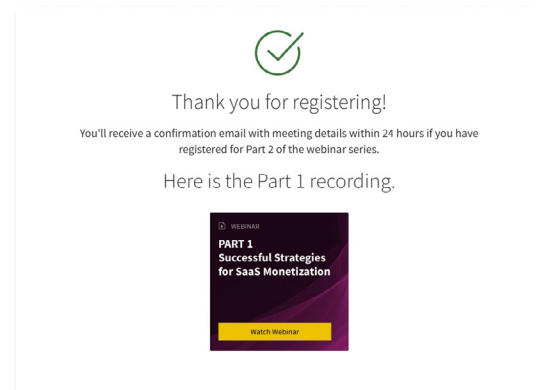 Thank you for registering!
You'll receive a confirmation email with meeting details within 24 hours if you have
registered for Part 2 of the webinar series.
Here is the Part 1 recording.
WEBINAR
PART 1
Successful Strategies
for SaaS Monetization
Watch Webinar